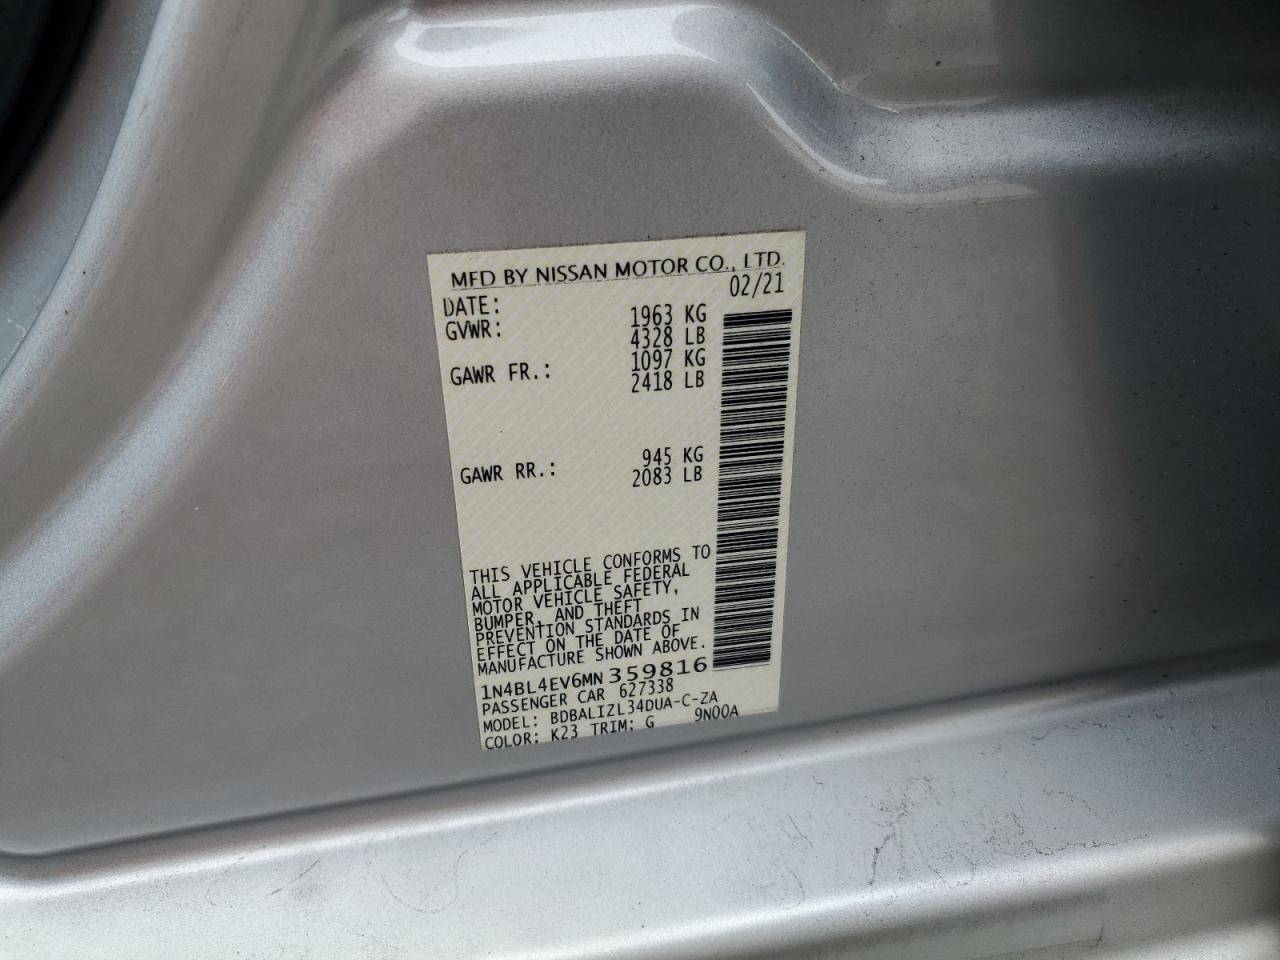 MFD BY NISSAN MOTOR CO., LTD.
DATE: 02/21
GVWR: 1963 KG
4328 LB
GAWR FR.: 1097 KG
2418 LB
GAWR RR.: 945 KG
2083 LB
THIS VEHICLE CONFORMS TO
ALL APPLICABLE FEDERAL
MOTOR VEHICLE SAFETY,
BUMPER, AND THEFT
PREVENTION STANDARDS IN
EFFECT ON THE DATE OF
MANUFACTURE SHOWN ABOVE.
1N4BL4EV6MN359816
PASSENGER CAR 627338
MODEL: BDBALIZL34DUA-C-ZA
COLOR: K23 TRIM: G 9N00A